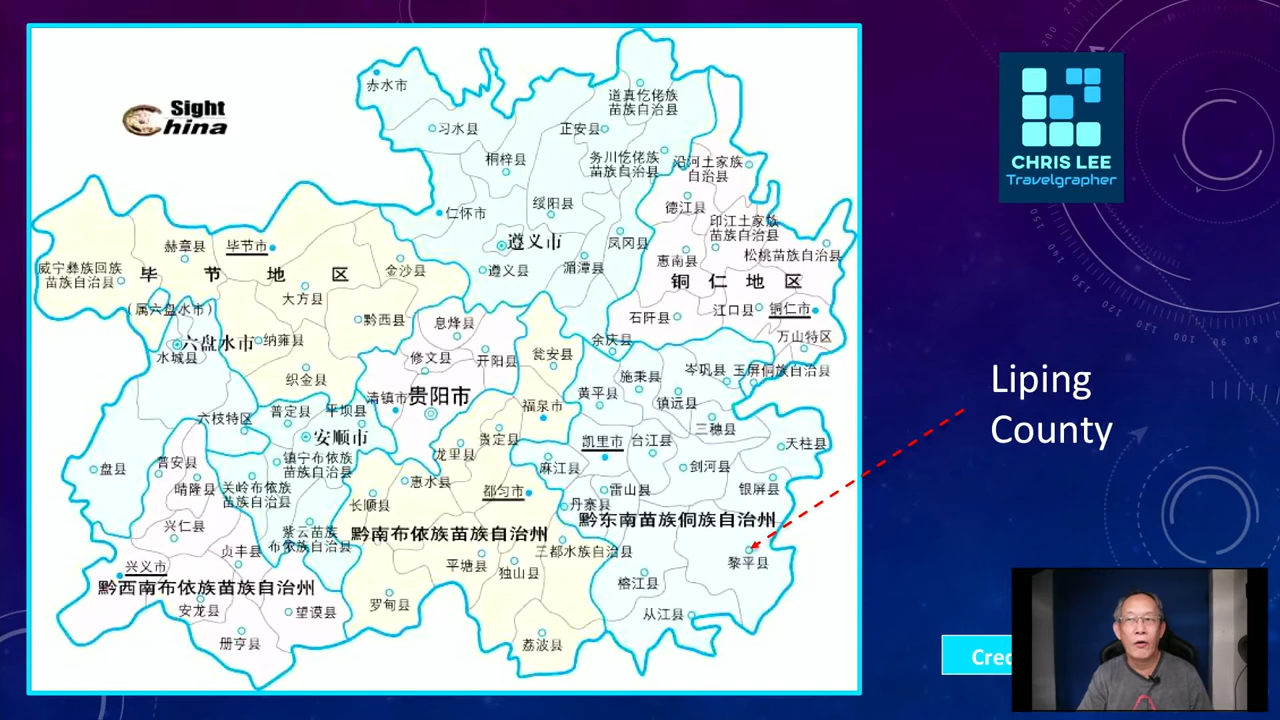 Sight
China
赤水市
道真仡佬族
苗族自治县
习水县
正安县
桐梓县
务川仡佬族
苗族自治县
沿河土家族
自治县
仁怀市
绥阳县
德江县
印江土家族
苗族自治县
赫章县
毕节市
遵义市
凤冈县
松桃苗族自治县
威宁彝族回族
苗族自治县
毕节地区
金沙县
遵义县
湄潭县
惠南县
铜仁地区
大方县
(属六盘水市)
黔西县
息烽县
石阡县
江口县
铜仁市
六盘水市
纳雍县
余庆县
万山特区
水城县
修文县
开阳县
瓮安县
岑巩县
玉屏侗族自治县
织金县
施秉县
清镇市
贵阳市
黄平县
镇远县
六枝特区
普定县
平坝县
福泉市
三穗县
安顺市
贵定县
凯里市
台江县
天柱县
龙里县
盘县
普安县
镇宁布依族
苗族自治县
麻江县
剑河县
晴隆县
关岭布依族
苗族自治县
惠水县
都匀市
雷山县
银屏县
长顺县
丹寨县
兴仁县
紫云苗族
布依族自治县
黔南布依族苗族自治州
黔东南苗族侗族自治州
贞丰县
三都水族自治县
兴义市
平塘县
独山县
黎平县
黔西南布依族苗族自治州
榕江县
安龙县
望谟县
罗甸县
从江县
册亨县
荔波县
CHRIS LEE
Travelgrapher
Liping
County
200
150
140
130
120
110
100
90
80
Cred